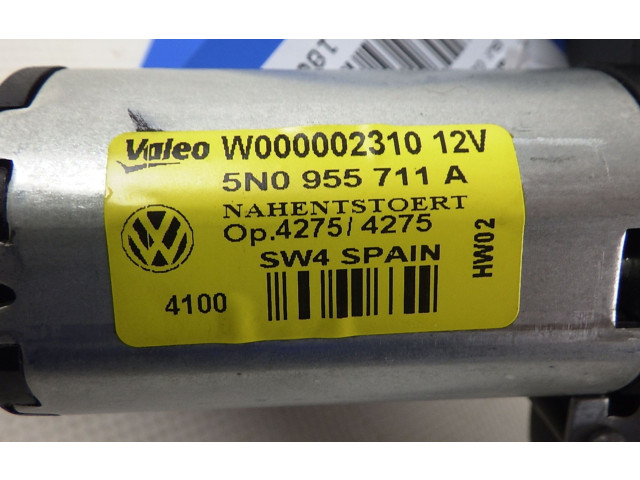 Valeo W000002310 12V
5N0 955 711 A
NAHENTSTOERT
Op.4275/ 4275
SW4 SPAIN
4100
HW02